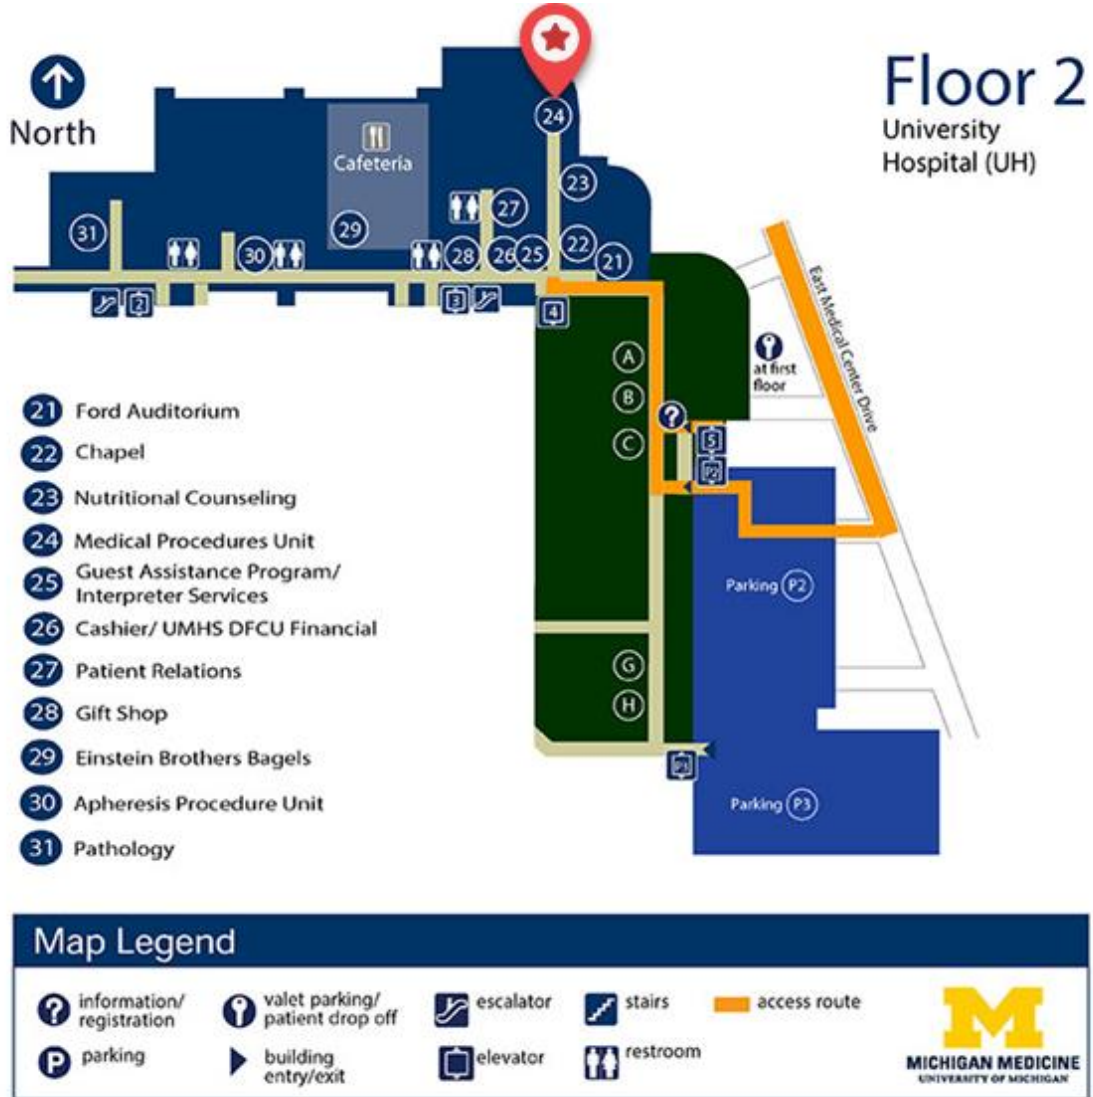 Floor 2
University
Hospital (UH)
North
24
Cafeteria
23
27
31
29
30
28
26
25
22
21
2
3
4
East Medical Center Drive
at first
floor
A
B
C
?
5
P2
Parking P2
G
H
Parking P3
21 Ford Auditorium
22 Chapel
23 Nutritional Counseling
24 Medical Procedures Unit
25 Guest Assistance Program/
Interpreter Services
26 Cashier/ UMHS DFCU Financial
27 Patient Relations
28 Gift Shop
29 Einstein Brothers Bagels
30 Apheresis Procedure Unit
31 Pathology
Map Legend
? information/
registration
valet parking/
patient drop off
escalator
stairs
access route
P parking
building
entry/exit
elevator
restroom
M
MICHIGAN MEDICINE
UNIVERSITY OF MICHIGAN